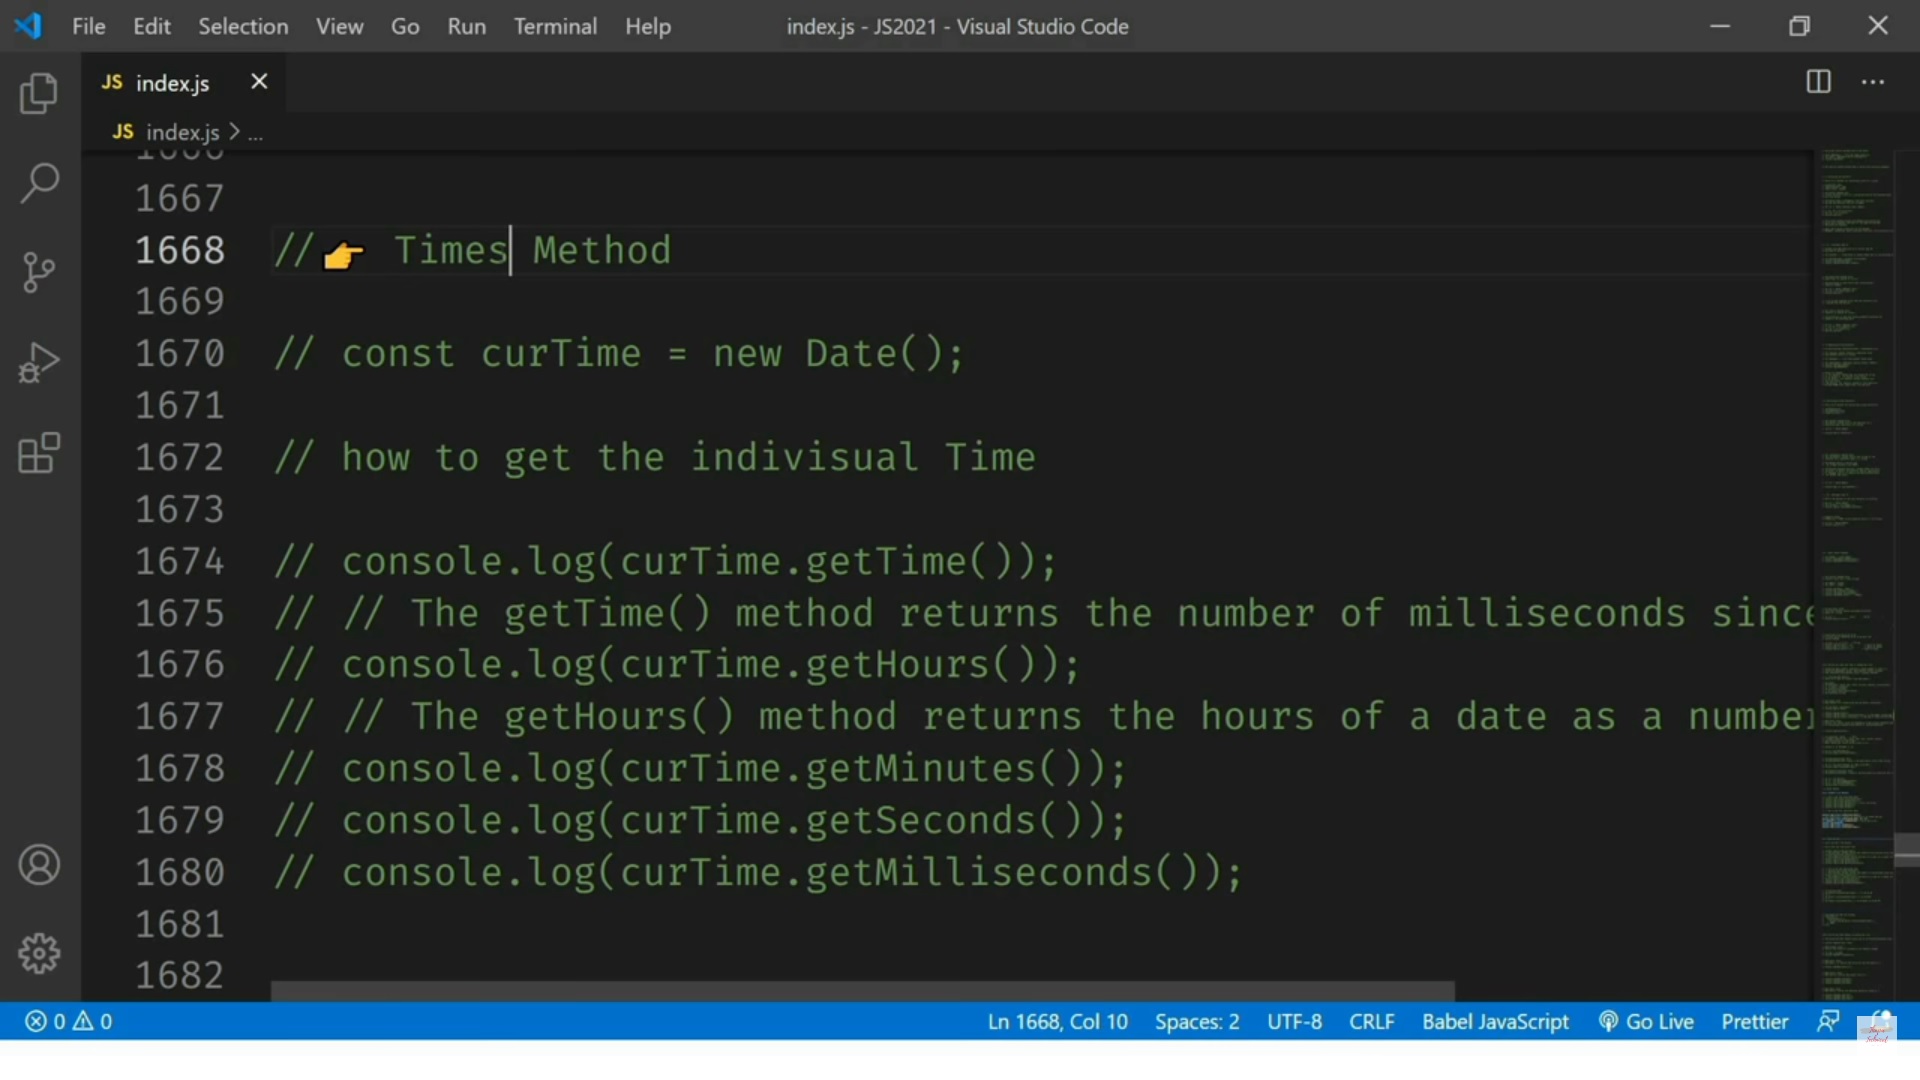 File Edit Selection View Go Run Terminal Help index.js - JS2021 - Visual Studio Code
JS index.js
JS index.js > ...
1666
1667
1668 //👉 Times Method
1669
1670 // const curTime = new Date();
1671
1672 // how to get the indivisual Time
1673
1674 // console.log(curTime.getTime());
1675 // // The getTime() method returns the number of milliseconds since
1676 // console.log(curTime.getHours());
1677 // // The getHours() method returns the hours of a date as a number
1678 // console.log(curTime.getMinutes());
1679 // console.log(curTime.getSeconds());
1680 // console.log(curTime.getMilliseconds());
1681
1682
0 0 Ln 1668, Col 10 Spaces: 2 UTF-8 CRLF Babel JavaScript Go Live Prettier